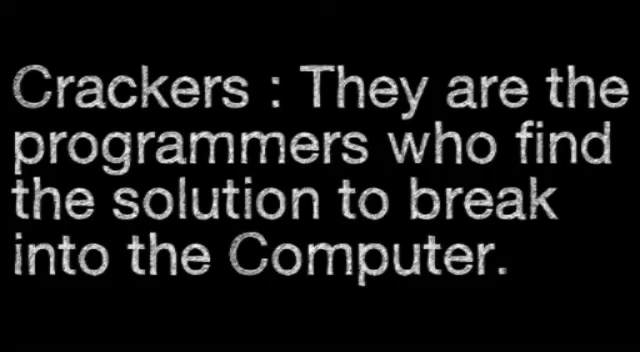 Crackers : They are the
programmers who find
the solution to break
into the Computer.